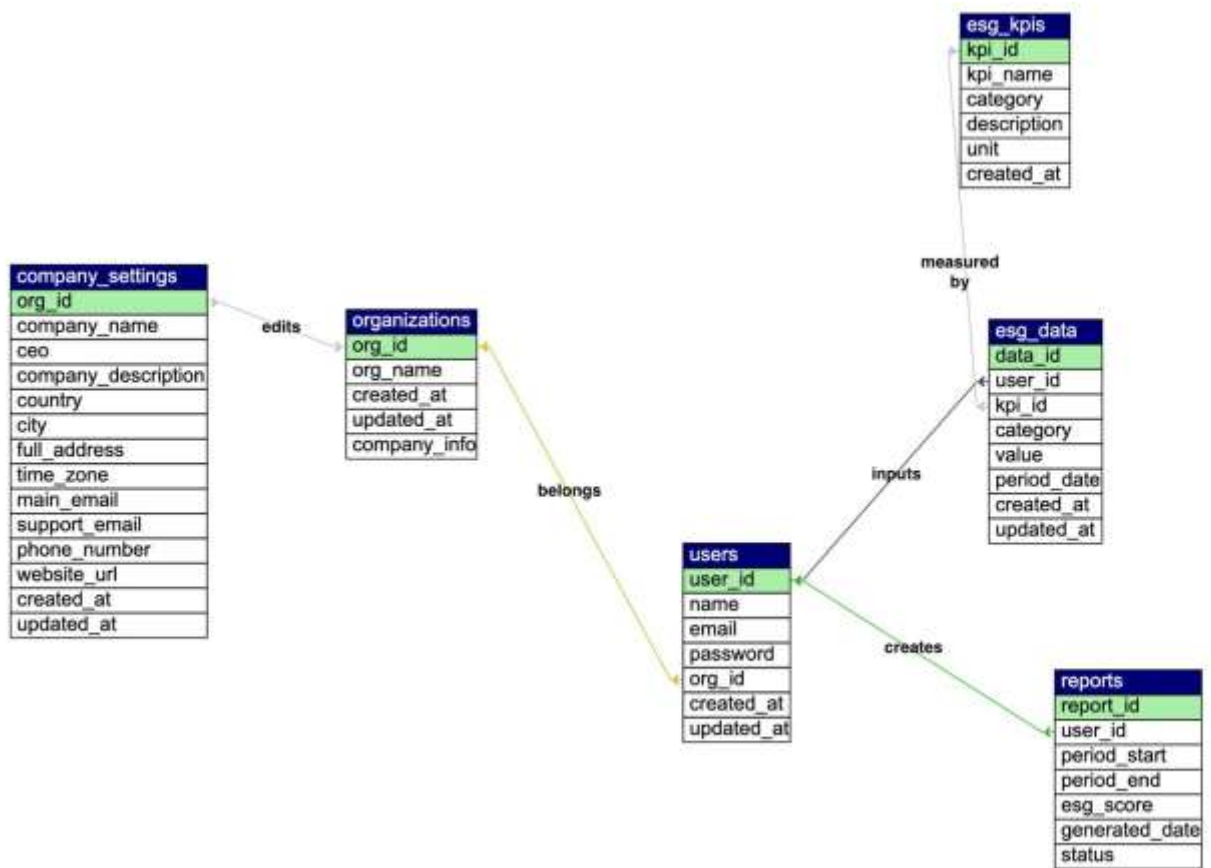 esg_kpis
kpi_id
kpi_name
category
description
unit
created_at
measured
by
company_settings
org_id
company_name
ceo
company_description
country
city
full_address
time_zone
main_email
support_email
phone_number
website_url
created_at
updated_at
edits
organizations
org_id
org_name
created_at
updated_at
company_info
belongs
esg_data
data_id
user_id
kpi_id
category
value
period_date
created_at
updated_at
inputs
users
user_id
name
email
password
org_id
created_at
updated_at
creates
reports
report_id
user_id
period_start
period_end
esg_score
generated_date
status